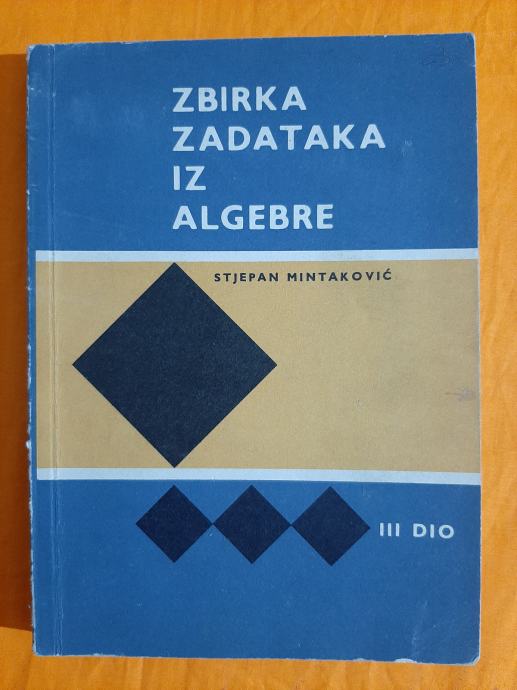 ZBIRKA
ZADATAKA
IZ
ALGEBRE
STJEPAN MINTAKOVIĆ
III DIO